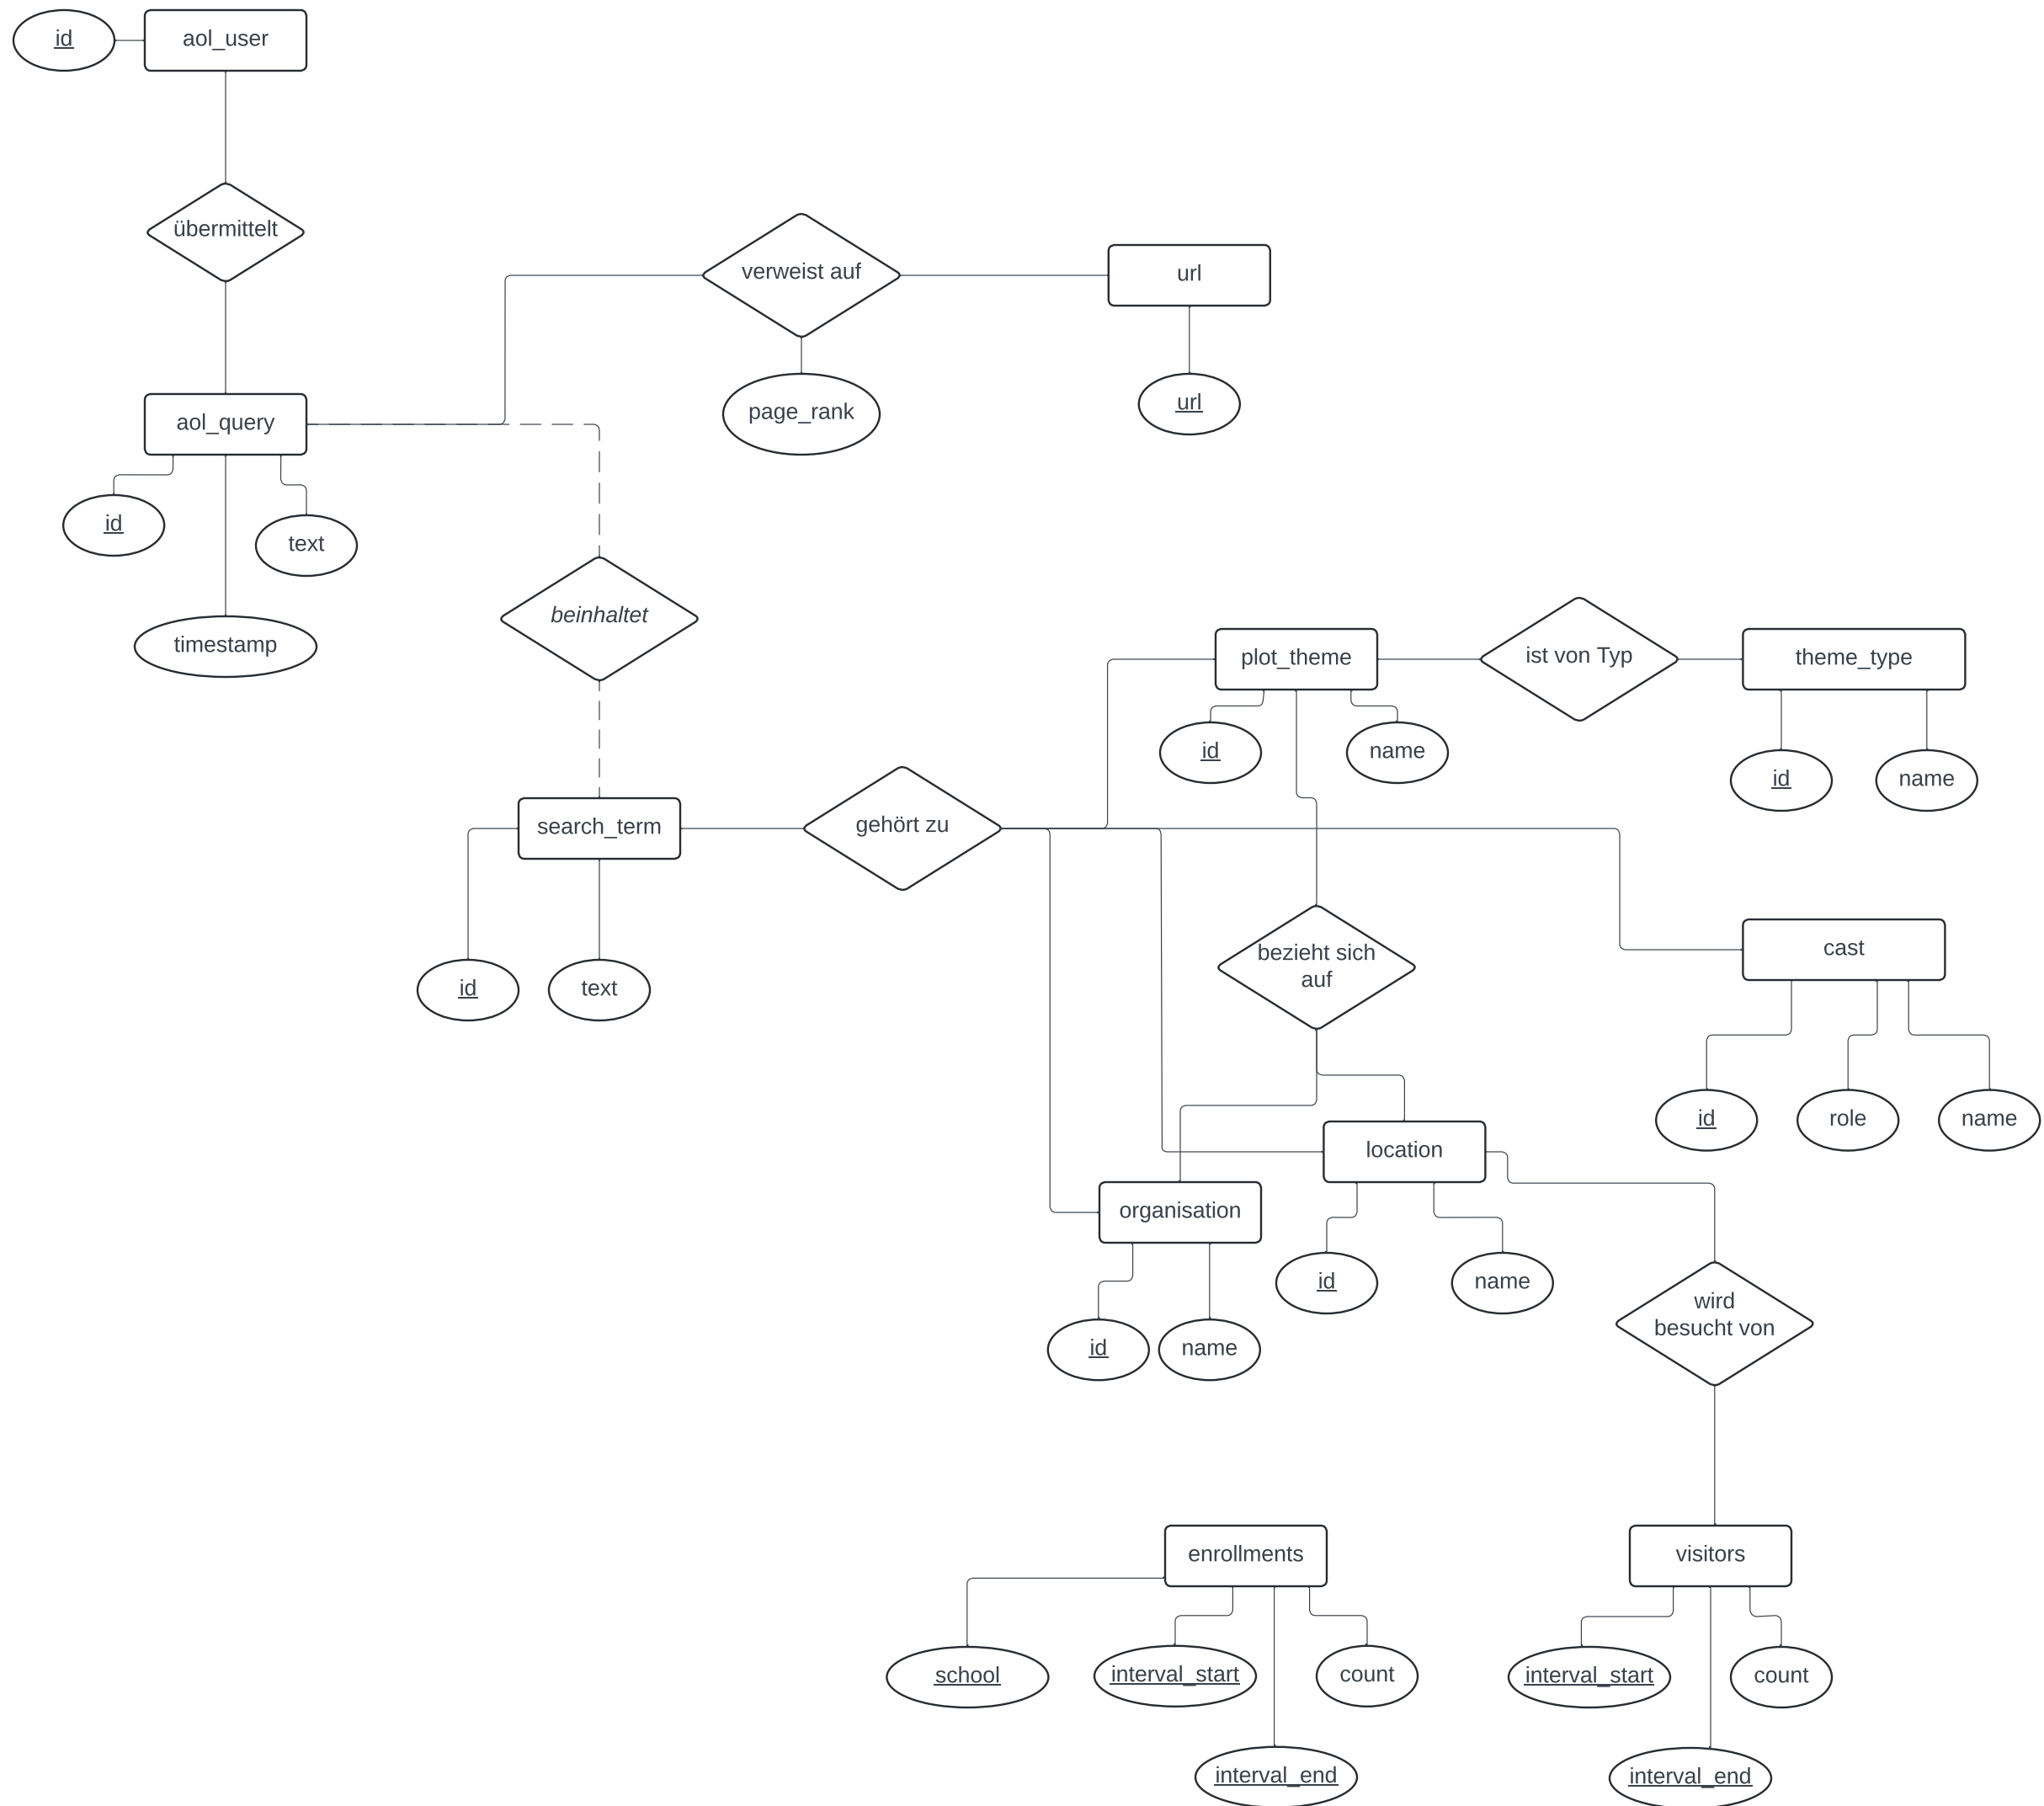 id
aol_user
übermittelt
verweist auf
url
page_rank
url
aol_query
id
text
timestamp
beinhaltet
plot_theme
ist von Typ
theme_type
id
name
id
name
search_term
gehört zu
id
text
bezieht sich
auf
cast
id
role
name
location
organisation
id
name
id
name
wird
besucht von
enrollments
visitors
school
interval_start
count
interval_end
interval_start
count
interval_end